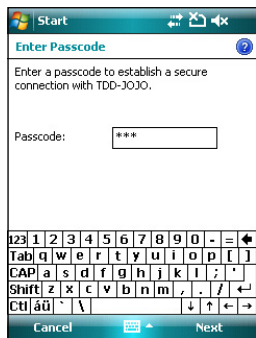 Start
Enter Passcode
?
Enter a passcode to establish a secure
connection with TDD-JOJO.
Passcode: ***
123 1 2 3 4 5 6 7 8 9 0 - = 
Tab q w e r t y u i o p [ ]
CAP a s d f g h j k l ; '
Shift z x c v b n m , . / ↵
Ctl áü ` \ ↓ ↑ ← →
Cancel Next